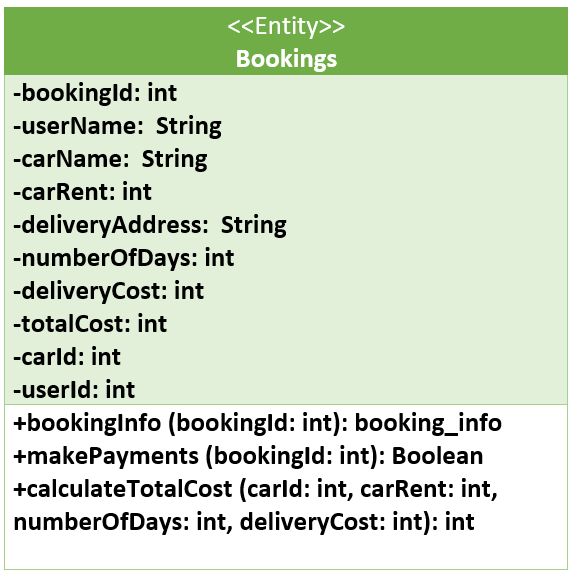 <<Entity>>
Bookings
-bookingId: int
-userName:  String
-carName:  String
-carRent: int
-deliveryAddress:  String
-numberOfDays: int
-deliveryCost: int
-totalCost: int
-carId: int
-userId: int
+bookingInfo (bookingId: int): booking_info
+makePayments (bookingId: int): Boolean
+calculateTotalCost (carId: int, carRent: int,
numberOfDays: int, deliveryCost: int): int